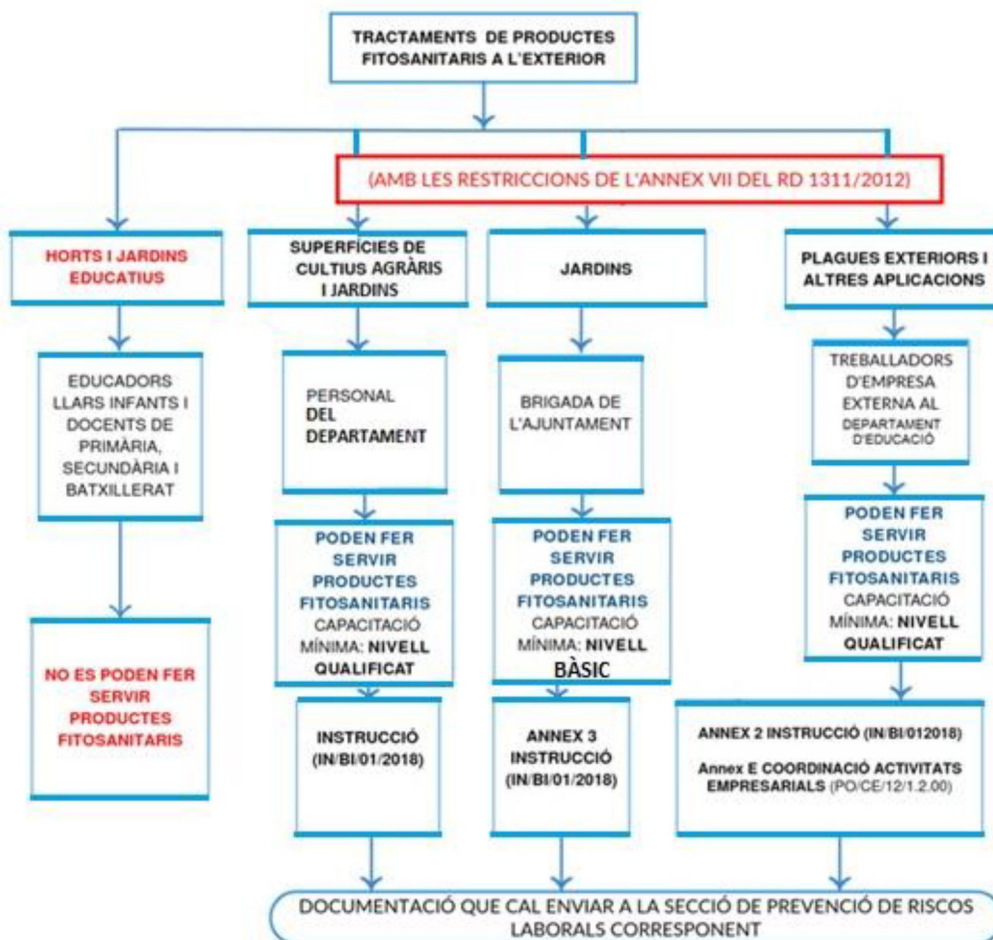 TRACTAMENTS DE PRODUCTES
FITOSANITARIS A L'EXTERIOR
(AMB LES RESTRICCIONS DE L'ANNEX VII DEL RD 1311/2012)
HORTS I JARDINS
EDUCATIUS
EDUCADORS
LLARS INFANTS I
DOCENTS DE
PRIMÀRIA,
SECUNDÀRIA I
BATXILLERAT
NO ES PODEN FER
SERVIR
PRODUCTES
FITOSANITARIS
SUPERFÍCIES DE
CULTIUS AGRÀRIS
I JARDINS
PERSONAL
DEL
DEPARTAMENT
PODEN FER
SERVIR
PRODUCTES
FITOSANITARIS
CAPACITACIÓ
MÍNIMA: NIVELL
QUALIFICAT
INSTRUCCIÓ
(IN/BI/01/2018)
JARDINS
BRIGADA DE
L'AJUNTAMENT
PODEN FER
SERVIR
PRODUCTES
FITOSANITARIS
CAPACITACIÓ
MÍNIMA: NIVELL
BÀSIC
ANNEX 3
INSTRUCCIÓ
(IN/BI/01/2018)
PLAGUES EXTERIORS I
ALTRES APLICACIONS
TREBALLADORS
D'EMPRESA
EXTERNA AL
DEPARTAMENT
D'EDUCACIÓ
PODEN FER
SERVIR
PRODUCTES
FITOSANITARIS
CAPACITACIÓ
MÍNIMA: NIVELL
QUALIFICAT
ANNEX 2 INSTRUCCIÓ (IN/BI/012018)
Annex E COORDINACIÓ ACTIVITATS
EMPRESARIALS (PO/CE/12/1.2.00)
DOCUMENTACIÓ QUE CAL ENVIAR A LA SECCIÓ DE PREVENCIÓ DE RISCOS
LABORALS CORRESPONENT